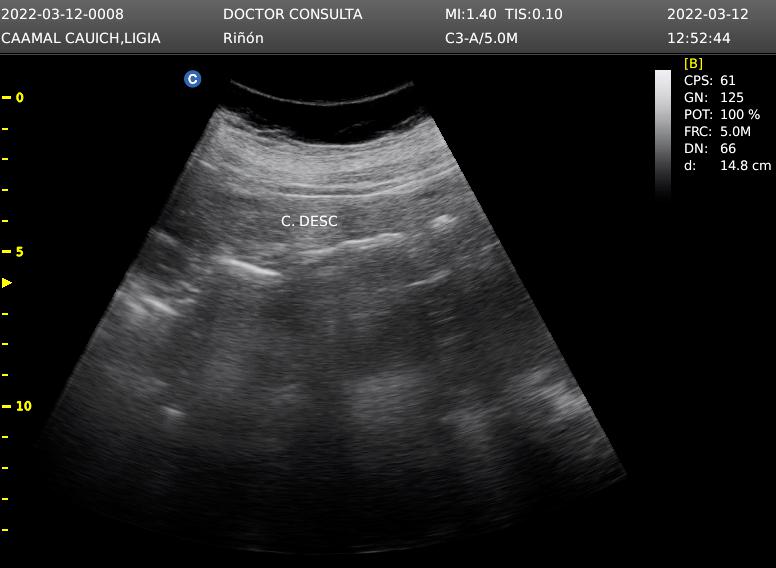 2022-03-12-0008 DOCTOR CONSULTA MI:1.40 TIS:0.10 2022-03-12
CAAMAL CAUICH,LIGIA Riñón C3-A/5.0M 12:52:44
C
[B]
CPS: 61
GN: 125
POT: 100 %
FRC: 5.0M
DN: 66
d: 14.8 cm
0
C. DESC
5
10